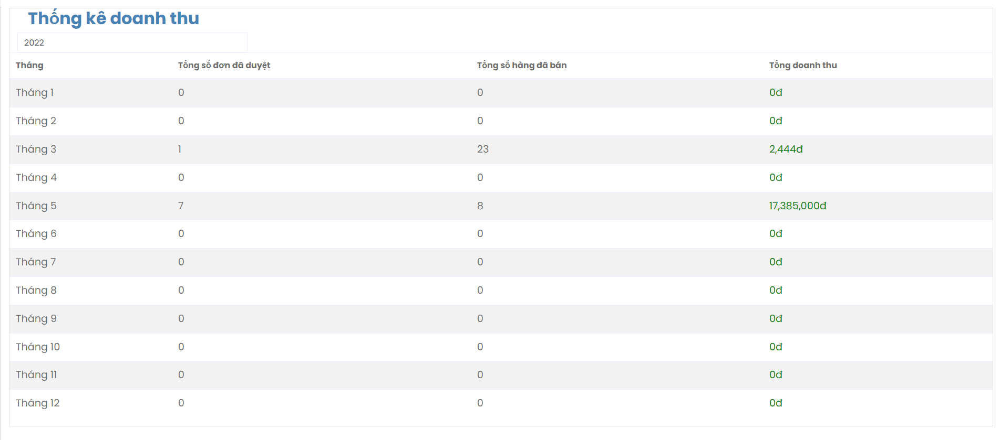 Thống kê doanh thu
2022
Tháng Tổng số đơn đã duyệt Tổng số hàng đã bán Tổng doanh thu
Tháng 1 0 0 0đ
Tháng 2 0 0 0đ
Tháng 3 1 23 2,444đ
Tháng 4 0 0 0đ
Tháng 5 7 8 17,385,000đ
Tháng 6 0 0 0đ
Tháng 7 0 0 0đ
Tháng 8 0 0 0đ
Tháng 9 0 0 0đ
Tháng 10 0 0 0đ
Tháng 11 0 0 0đ
Tháng 12 0 0 0đ